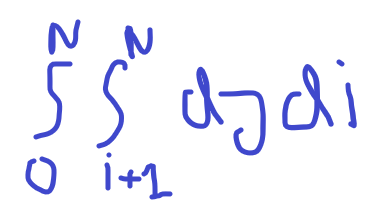 ∫₀ᴺ ∫ᵢ₊₁ᴺ dj di